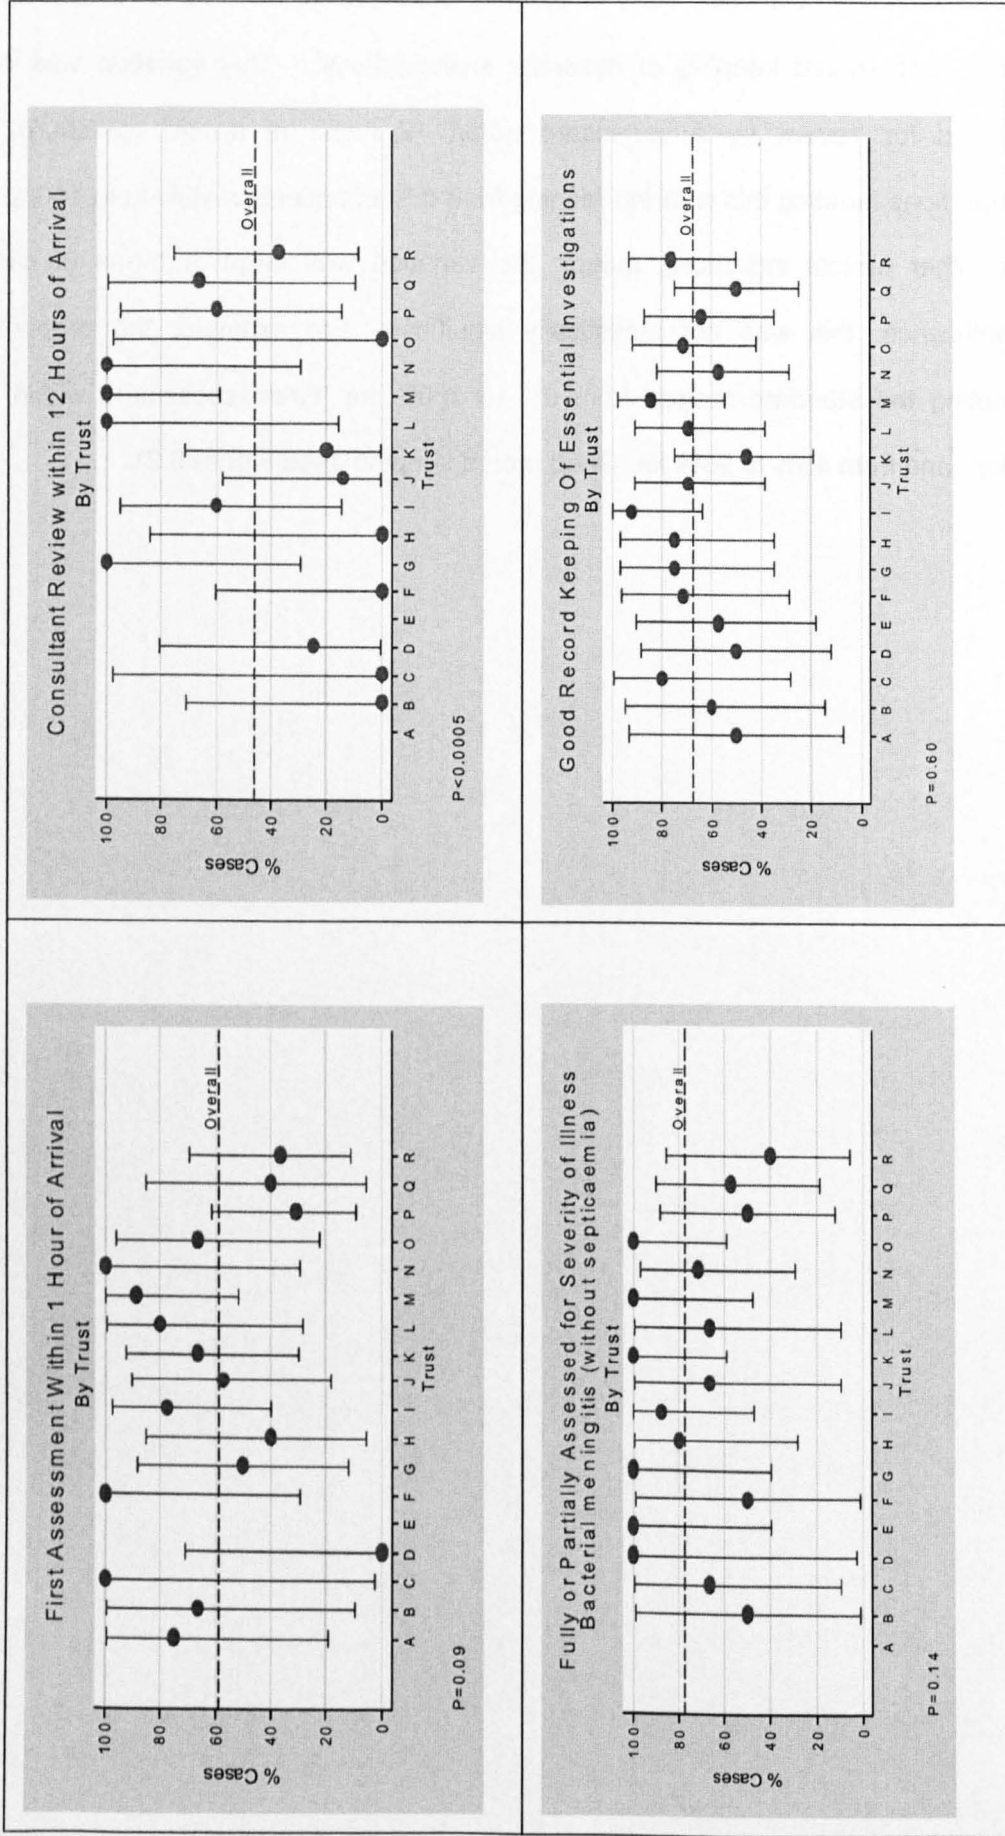 First Assessment Within 1 Hour of Arrival
By Trust
100
80
60
40
20
0
% Cases
Overall
A B C D E F G H I J K L M N O P Q R
Trust
P=0.09
Consultant Review within 12 Hours of Arrival
By Trust
100
80
60
40
20
0
% Cases
Overall
A B C D E F G H I J K L M N O P Q R
Trust
P<0.0005
Fully or Partially Assessed for Severity of Illness
Bacterial meningitis (without septicaemia)
By Trust
100
80
60
40
20
0
% Cases
Overall
A B C D E F G H I J K L M N O P Q R
Trust
P=0.14
Good Record Keeping Of Essential Investigations
By Trust
100
80
60
40
20
0
% Cases
Overall
A B C D E F G H I J K L M N O P Q R
Trust
P=0.60